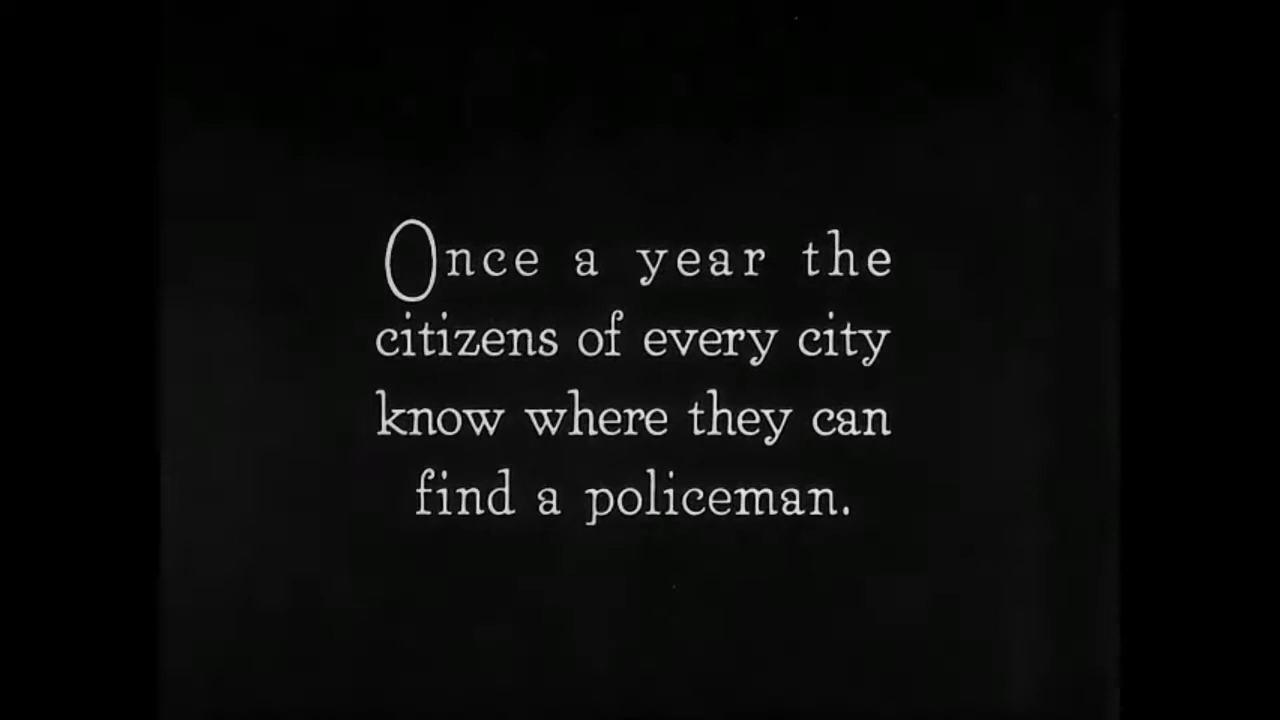 Once a year the
citizens of every city
know where they can
find a policeman.